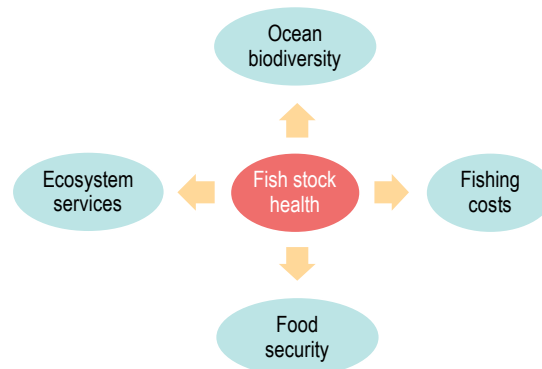 Ocean
biodiversity
Ecosystem
services
Fish stock
health
Fishing
costs
Food
security